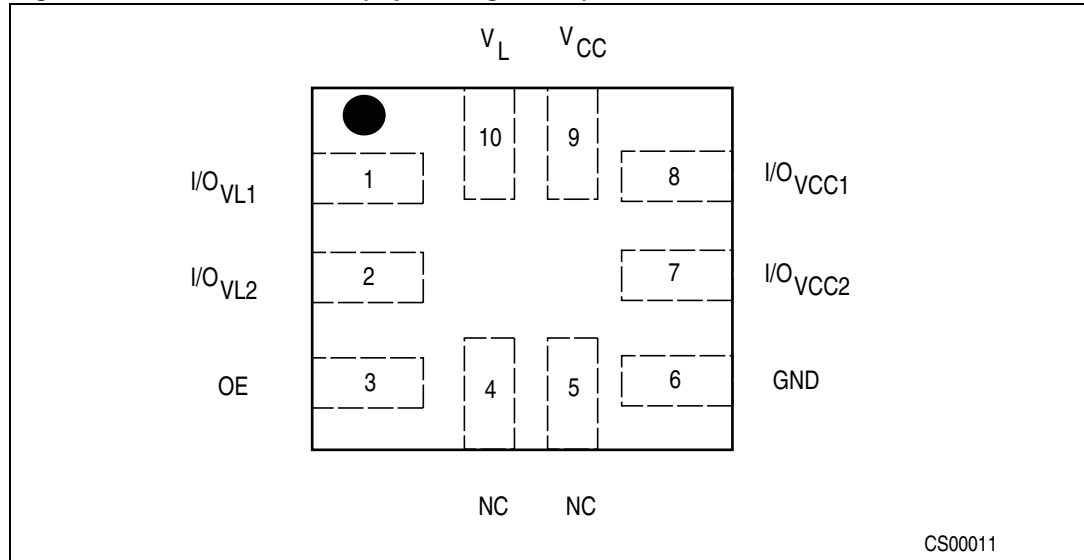 V_L V_CC
10 9
I/O_VL1 1 8 I/O_VCC1
I/O_VL2 2 7 I/O_VCC2
OE 3 4 5 6 GND
NC NC
CS00011